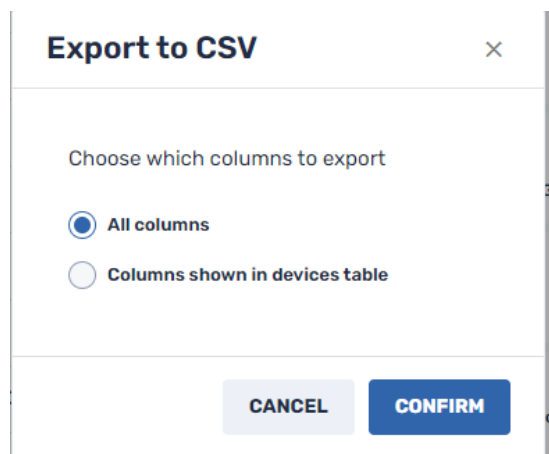 Export to CSV
Choose which columns to export
All columns
Columns shown in devices table
CANCEL CONFIRM